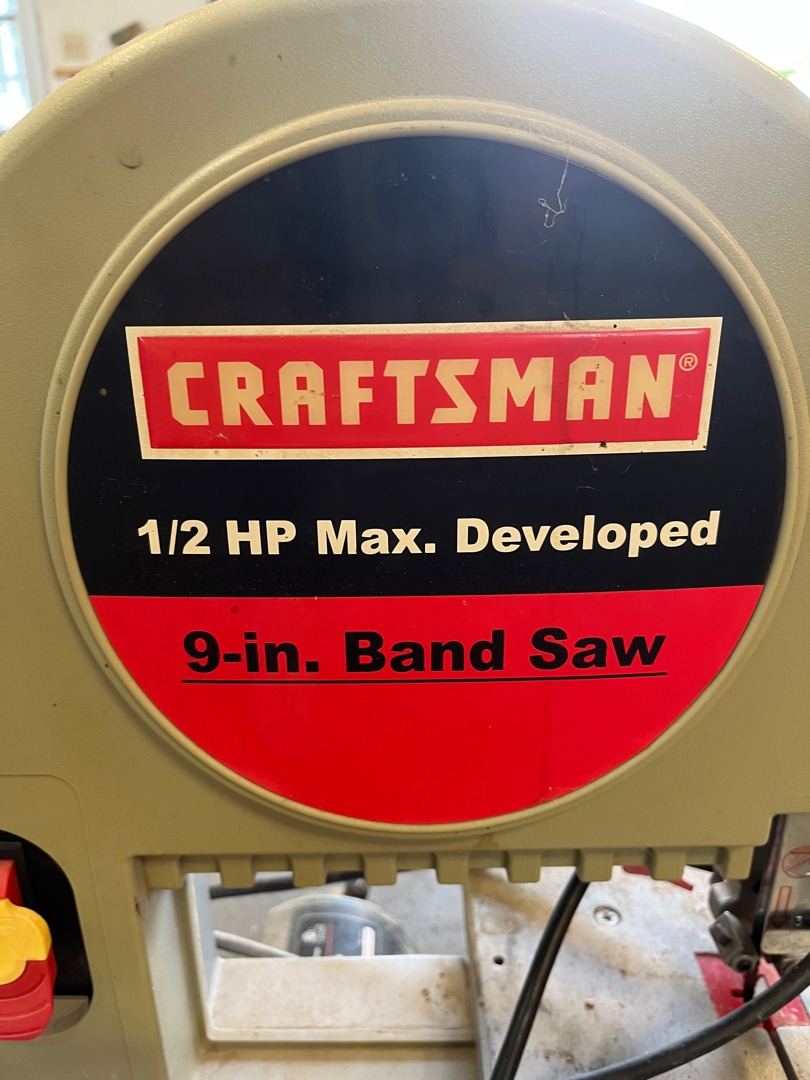 CRAFTSMAN®
1/2 HP Max. Developed
9-in. Band Saw